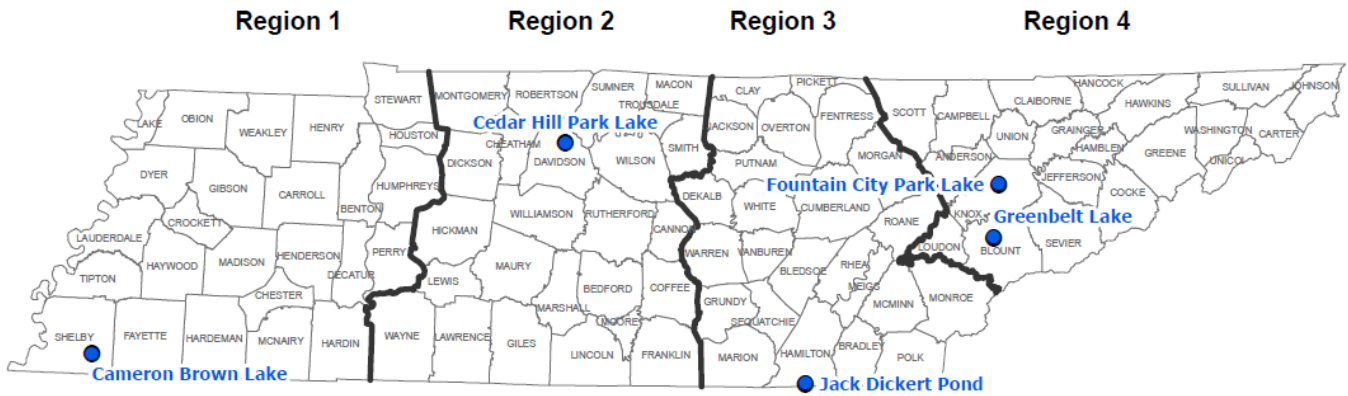 Region 1 Region 2 Region 3 Region 4
STEWART MONTGOMERY ROBERTSON SUMNER MACON CLAY PICKETT SCOTT CAMPBELL CLAIBORNE HANCOCK HAWKINS SULLIVAN JOHNSON
LAKE OBION WEAKLEY HENRY HOUSTON TROUSDALE JACKSON OVERTON FENTRESS UNION GRAINGER WASHINGTON CARTER
Cedar Hill Park Lake
CHEATHAM DAVIDSON WILSON SMITH PUTNAM MORGAN ANDERSON HAMBLEN GREENE UNICOI
DYER GIBSON CARROLL BENTON HUMPHREYS DICKSON DEKALB JEFFERSON COCKE
Fountain City Park Lake
CROCKETT WILLIAMSON RUTHERFORD CANNON WHITE CUMBERLAND ROANE KNOX
Greenbelt Lake
LAUDERDALE HAYWOOD MADISON HENDERSON DECATUR PERRY HICKMAN WARREN VANBUREN LOUDON BLOUNT SEVIER
TIPTON CHESTER LEWIS MAURY BEDFORD COFFEE BLEDSOE RHEA MEIGS MCMINN MONROE
MARSHALL MOORE GRUNDY SEQUATCHIE
SHELBY FAYETTE HARDEMAN MCNAIRY HARDIN WAYNE LAWRENCE GILES LINCOLN FRANKLIN MARION HAMILTON BRADLEY POLK
Cameron Brown Lake
Jack Dickert Pond